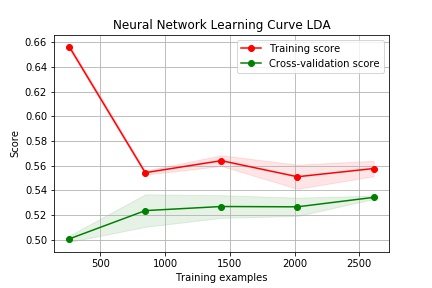 Neural Network Learning Curve LDA
Training score
Cross-validation score
Score
0.66
0.64
0.62
0.60
0.58
0.56
0.54
0.52
0.50
500
1000
1500
2000
2500
Training examples